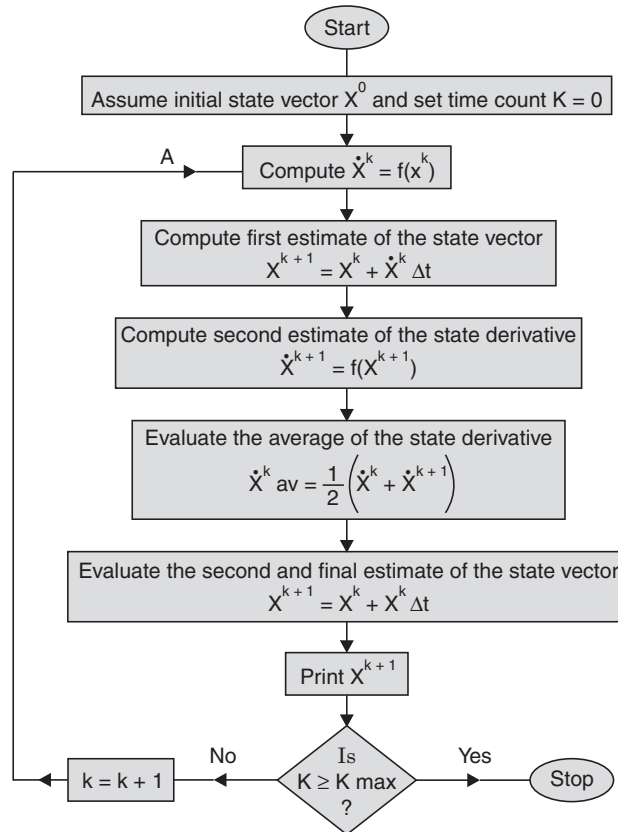 Start
Assume initial state vector X⁰ and set time count K = 0
A
Compute Ẋᵏ = f(xᵏ)
Compute first estimate of the state vector
Xᵏ ⁺ ¹ = Xᵏ + Ẋᵏ Δt
Compute second estimate of the state derivative
Ẋᵏ ⁺ ¹ = f(Xᵏ ⁺ ¹)
Evaluate the average of the state derivative
Ẋᵏ av = 1/2 (Ẋᵏ + Ẋᵏ ⁺ ¹)
Evaluate the second and final estimate of the state vector
Xᵏ ⁺ ¹ = Xᵏ + Xᵏ Δt
Print Xᵏ ⁺ ¹
k = k + 1
No
Is
K ≥ K max
?
Yes
Stop